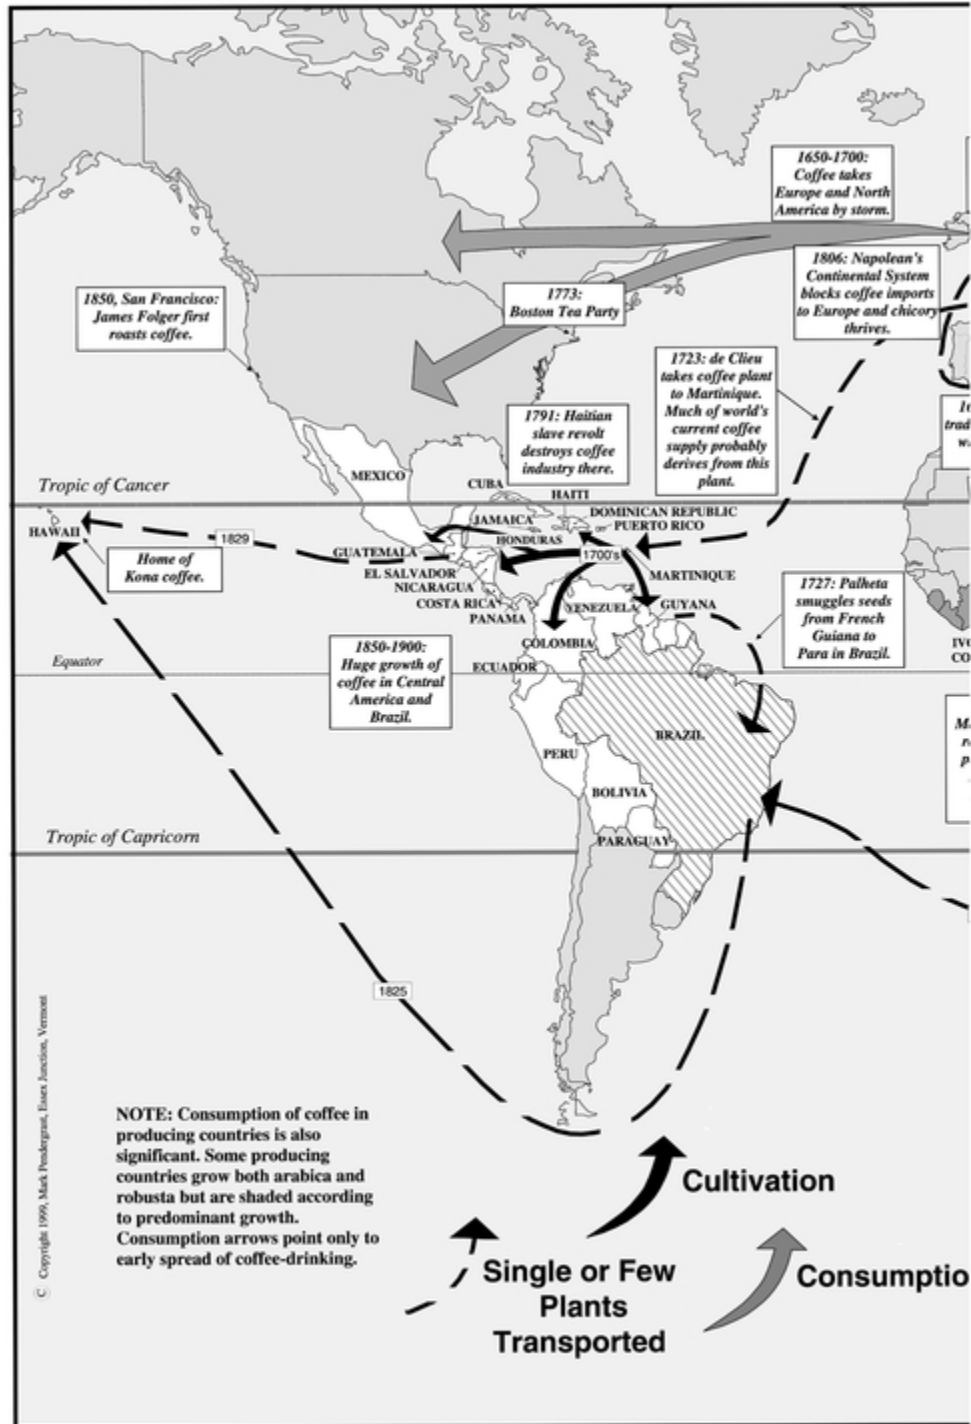 1650-1700:
Coffee takes
Europe and North
America by storm.
1806: Napolean's
Continental System
blocks coffee imports
to Europe and chicory
thrives.
1850, San Francisco:
James Folger first
roasts coffee.
1773:
Boston Tea Party
1723: de Clieu
takes coffee plant
to Martinique.
Much of world's
current coffee
supply probably
derives from this
plant.
1791: Haitian
slave revolt
destroys coffee
industry there.
trad
MEXICO
CUBA
HAITI
Tropic of Cancer
DOMINICAN REPUBLIC
PUERTO RICO
JAMAICA
HAWAII
1829
HONDURAS
GUATEMALA
1700's
Home of
Kona coffee.
EL SALVADOR
NICARAGUA
COSTA RICA
PANAMA
MARTINIQUE
VENEZUELA
GUYANA
1727: Palheta
smuggles seeds
from French
Guiana to
Para in Brazil.
COLOMBIA
IVO
CO
Equator
ECUADOR
1850-1900:
Huge growth of
coffee in Central
America and
Brazil.
BRAZIL
PERU
BOLIVIA
Tropic of Capricorn
PARAGUAY
1825
© Copyright 1999, Mark Pendergrast, Essex Junction, Vermont
NOTE: Consumption of coffee in
producing countries is also
significant. Some producing
countries grow both arabica and
robusta but are shaded according
to predominant growth.
Consumption arrows point only to
early spread of coffee-drinking.
Cultivation
Single or Few
Plants
Transported
Consumptio